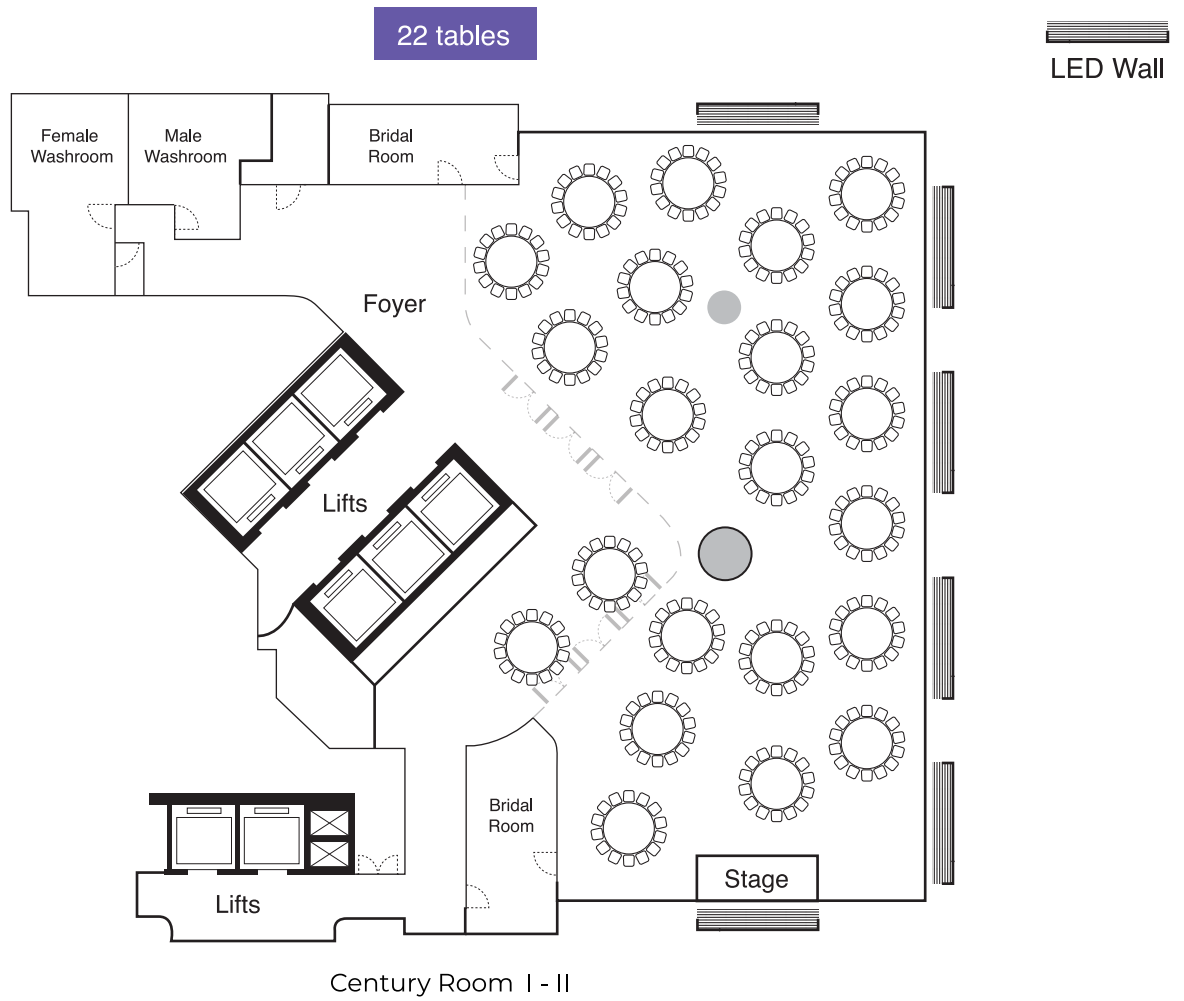 22 tables
LED Wall
Female
Washroom
Male
Washroom
Bridal
Room
Foyer
Lifts
Bridal
Room
Stage
Lifts
Century Room I - II